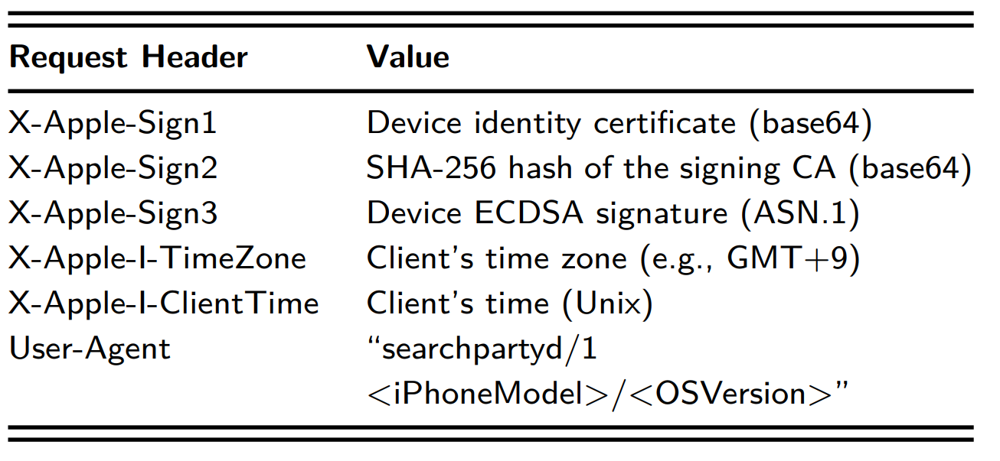 Request Header Value
X-Apple-Sign1 Device identity certificate (base64)
X-Apple-Sign2 SHA-256 hash of the signing CA (base64)
X-Apple-Sign3 Device ECDSA signature (ASN.1)
X-Apple-I-TimeZone Client’s time zone (e.g., GMT+9)
X-Apple-I-ClientTime Client’s time (Unix)
User-Agent “searchpartyd/1
<iPhoneModel>/<OSVersion>”